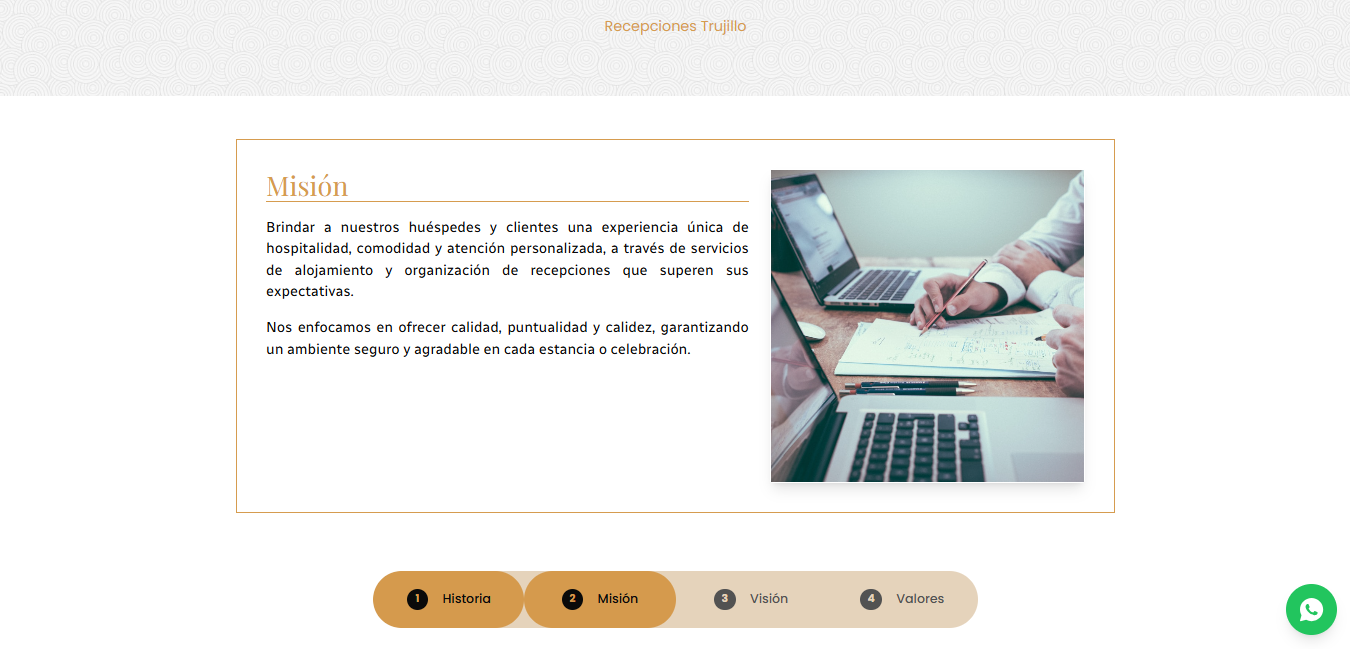 Recepciones Trujillo
Misión
Brindar a nuestros huéspedes y clientes una experiencia única de
hospitalidad, comodidad y atención personalizada, a través de servicios
de alojamiento y organización de recepciones que superen sus
expectativas.
Nos enfocamos en ofrecer calidad, puntualidad y calidez, garantizando
un ambiente seguro y agradable en cada estancia o celebración.
1 Historia 2 Misión 3 Visión 4 Valores